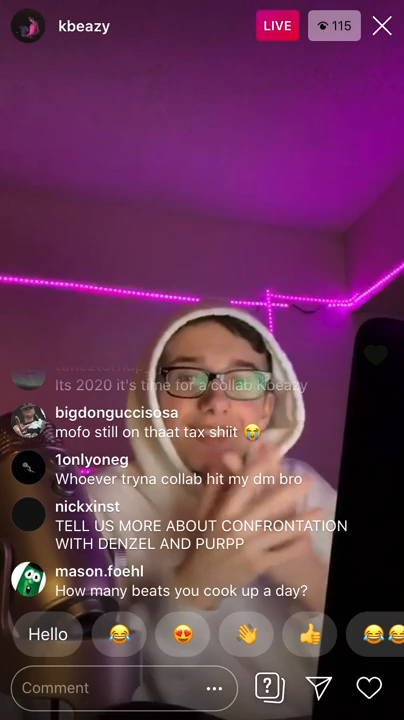 kbeazy
LIVE
115
Its 2020 it's time for a collab Kbeazy
bigdonguccisosa
mofo still on thaat tax shiit 😭
1onlyoneg
Whoever tryna collab hit my dm bro
nickxinst
TELL US MORE ABOUT CONFRONTATION
WITH DENZEL AND PURPP
mason.foehl
How many beats you cook up a day?
Hello
Comment